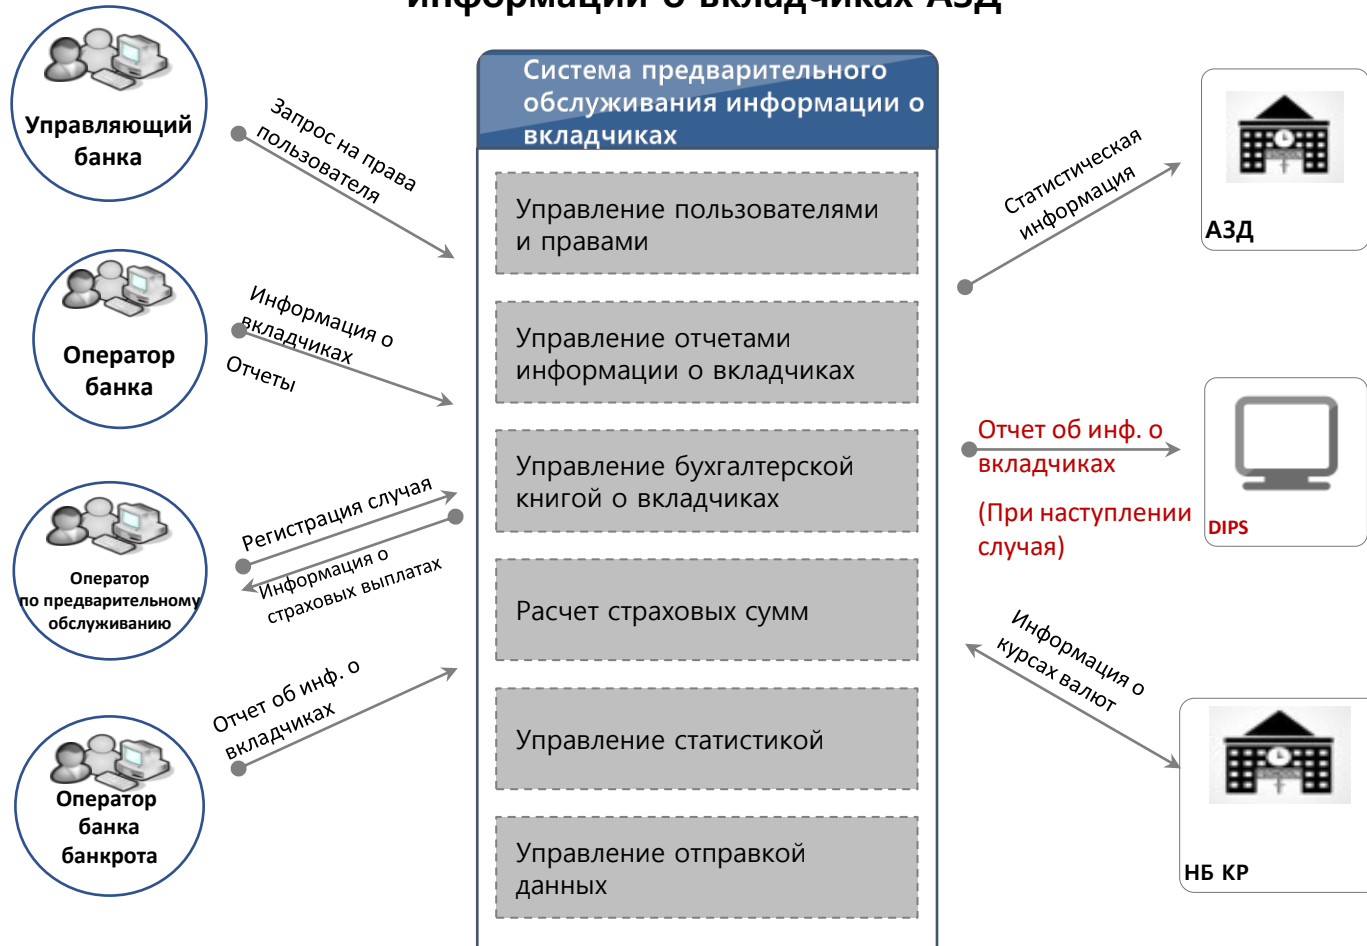 информации о вкладчиках АЗД
Управляющий
банка
Запрос на права
пользователя
Оператор
банка
Информация о
вкладчиках
Отчеты
Оператор
по предварительному
обслуживанию
Регистрация случая
Информация о
страховых выплатах
Оператор
банка
банкрота
Отчет об инф. о
вкладчиках
Система предварительного
обслуживания информации о
вкладчиках
Управление пользователями
и правами
Управление отчетами
информации о вкладчиках
Управление бухгалтерской
книгой о вкладчиках
Расчет страховых сумм
Управление статистикой
Управление отправкой
данных
Статистическая
информация
АЗД
Отчет об инф. о
вкладчиках
(При наступлении
случая)
DIPS
Информация о
курсах валют
НБ КР